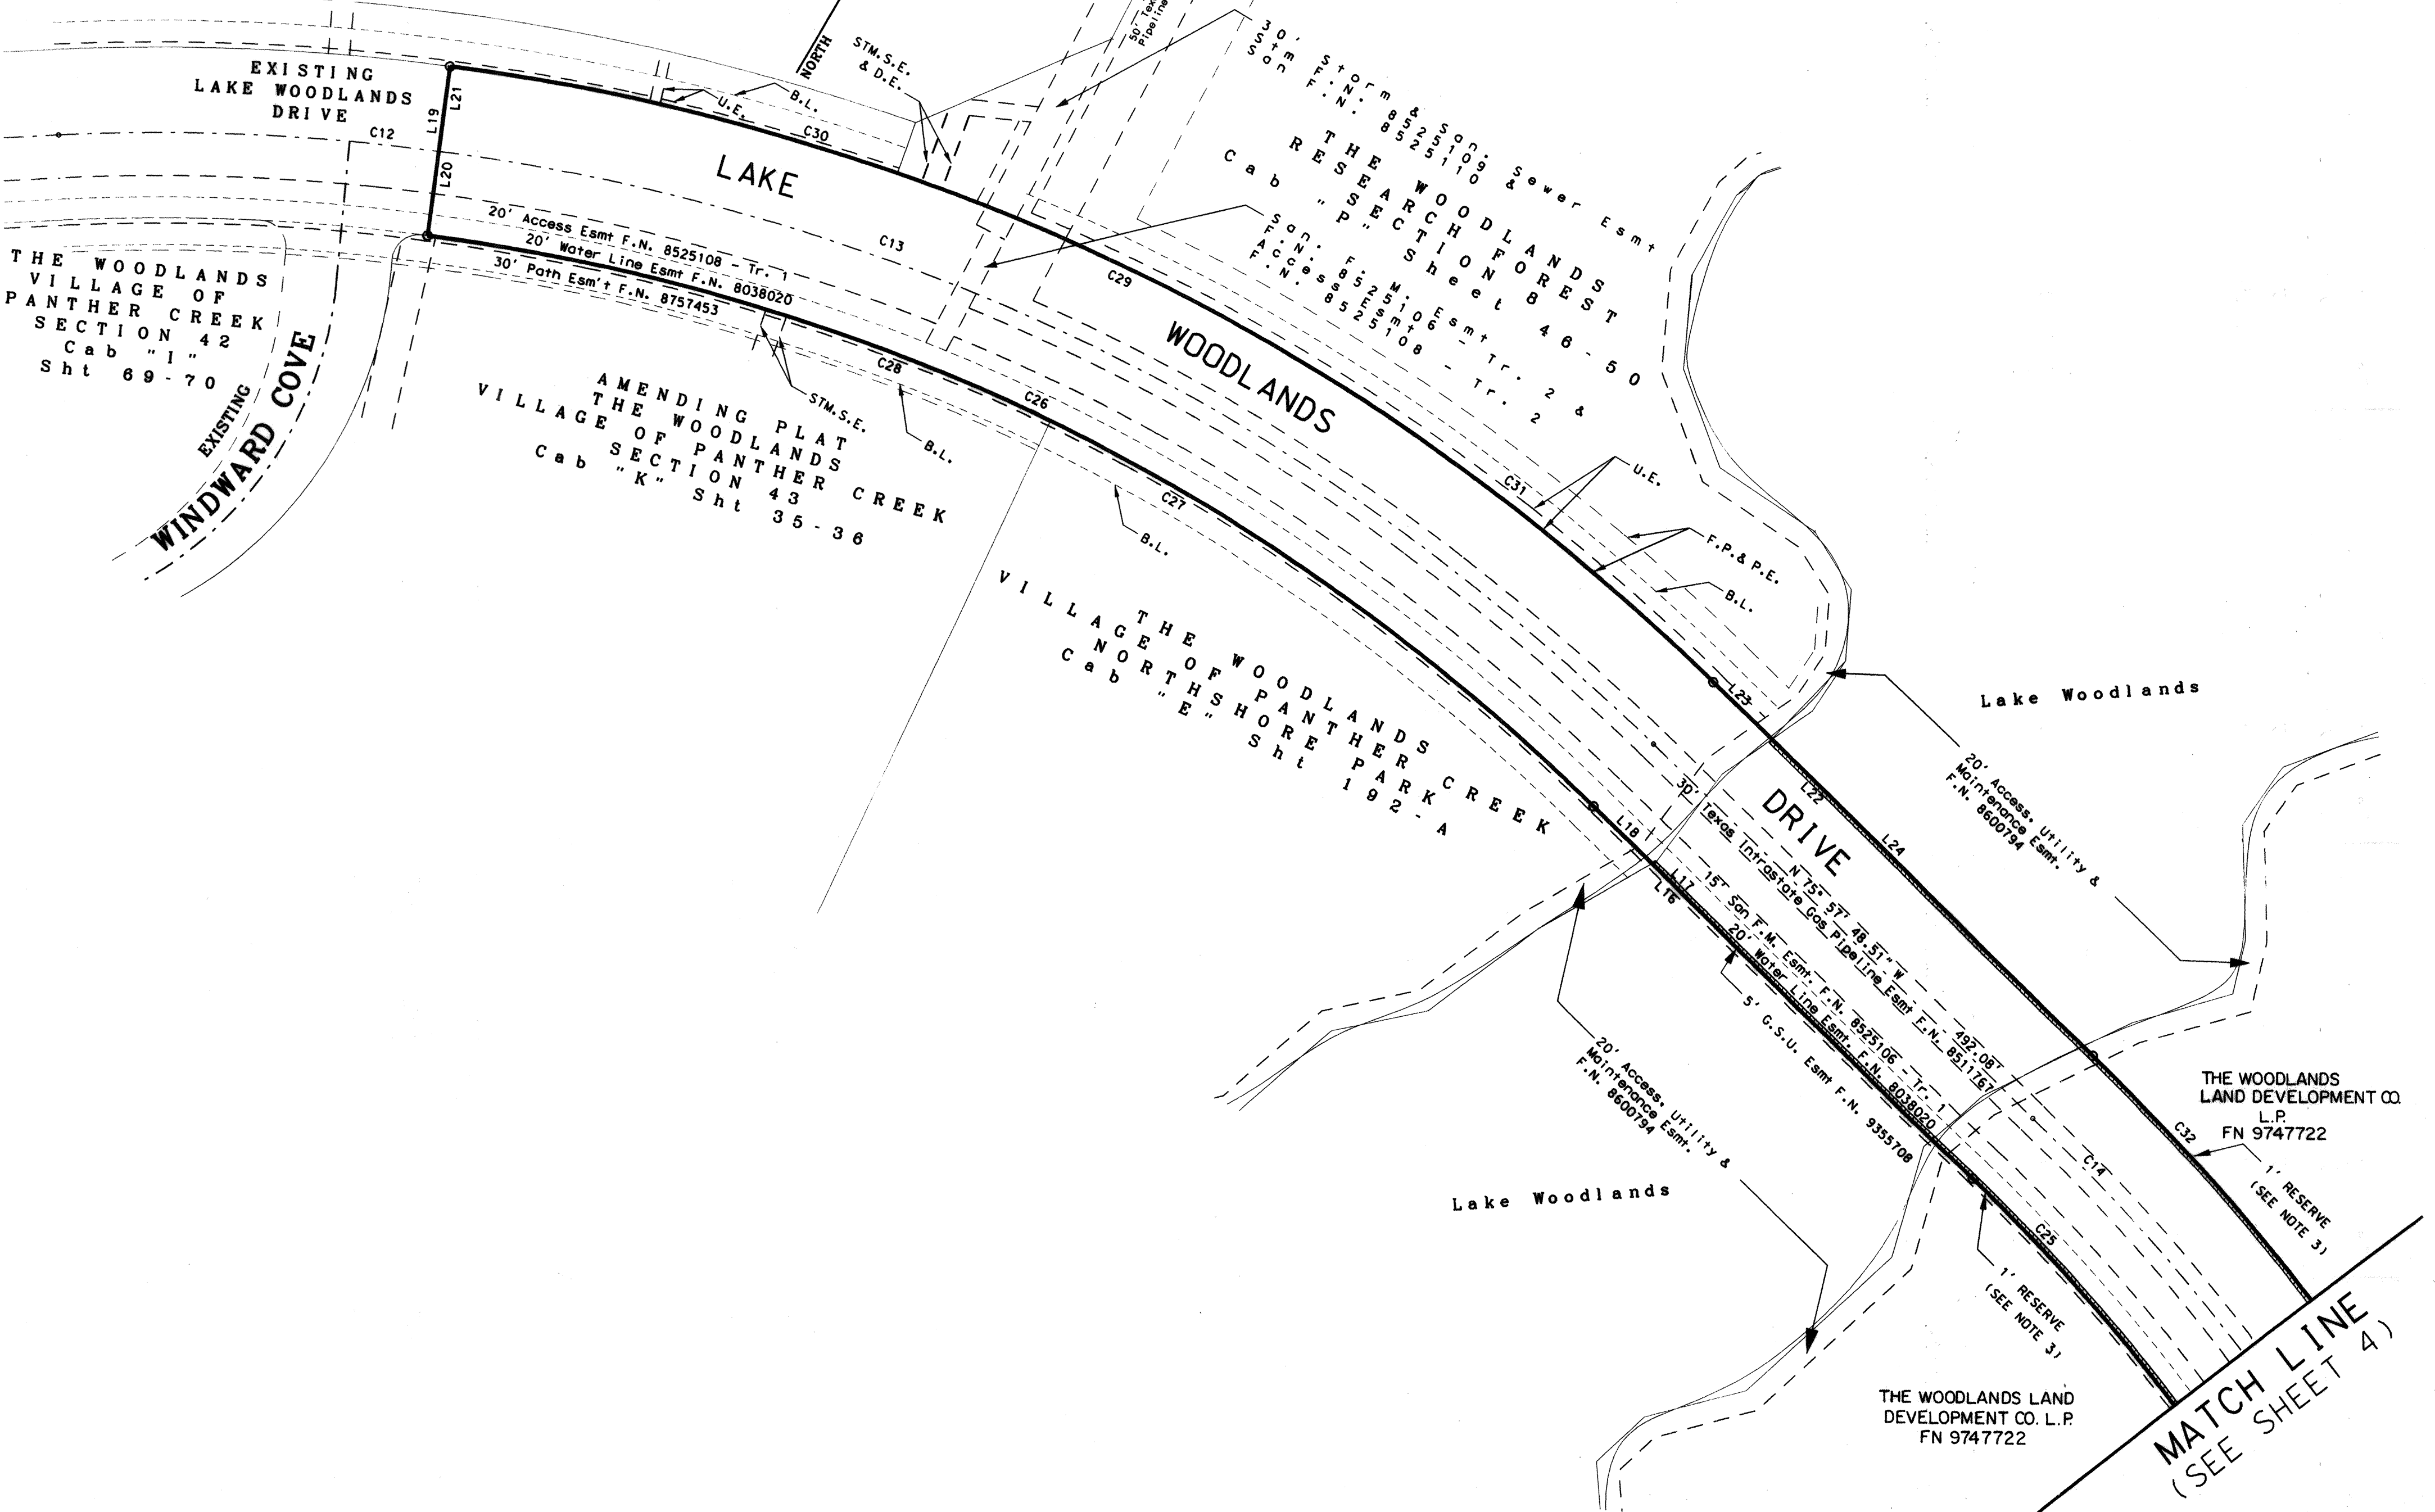 EXISTING
LAKE WOODLANDS
DRIVE
C12
L19
L21
L20
NORTH
STM.S.E.
& D.E.
50' Tex
Pipeline
U.E.
B.L.
C30
30' Storm & San. Sewer Esmt
Stm F.N. 8525109 &
San F.N. 8525110
THE WOODLANDS
RESEARCH FOREST
SECTION 8
Cab "P" Sheet 46-50
San. F. M. Esmt
F.N. 8525106 - Tr. 2 &
Access Esmt
F.N. 8525108 - Tr. 2
LAKE
WOODLANDS
DRIVE
C13
C29
20' Access Esmt F.N. 8525108 - Tr. 1
20' Water Line Esmt F.N. 8038020
30' Path Esm't F.N. 8757453
THE WOODLANDS
VILLAGE OF
PANTHER CREEK
SECTION 42
Cab "I"
Sht 69-70
EXISTING
WINDWARD COVE
AMENDING PLAT
THE WOODLANDS
VILLAGE OF PANTHER CREEK
SECTION 43
Cab "K" Sht 35-36
STM.S.E.
C28
B.L.
C26
C27
B.L.
C31
U.E.
F.P.& P.E.
B.L.
THE WOODLANDS
VILLAGE OF PANTHER CREEK
NORTHSHORE PARK
Cab "E" Sht 192-A
L23
Lake Woodlands
20' Access, Utility &
Maintenance Esmt.
F.N. 8600794
L22
L24
L18
L17
L16
N 75° 57' 48.51" W - 492.08'
30' Texas Intrastate Gas Pipeline Esmt F.N. 8511767
15' San F.M. Esmt. F.N. 8525106 - Tr. 1
20' Water Line Esmt. F.N. 8038020
5' G.S.U. Esmt F.N. 9355708
20' Access, Utility &
Maintenance Esmt.
F.N. 8600794
Lake Woodlands
THE WOODLANDS
LAND DEVELOPMENT CO.
L.P.
FN 9747722
C32
C14
C25
1' RESERVE
(SEE NOTE 3)
1' RESERVE
(SEE NOTE 3)
THE WOODLANDS LAND
DEVELOPMENT CO. L.P.
FN 9747722
MATCH LINE
(SEE SHEET 4)